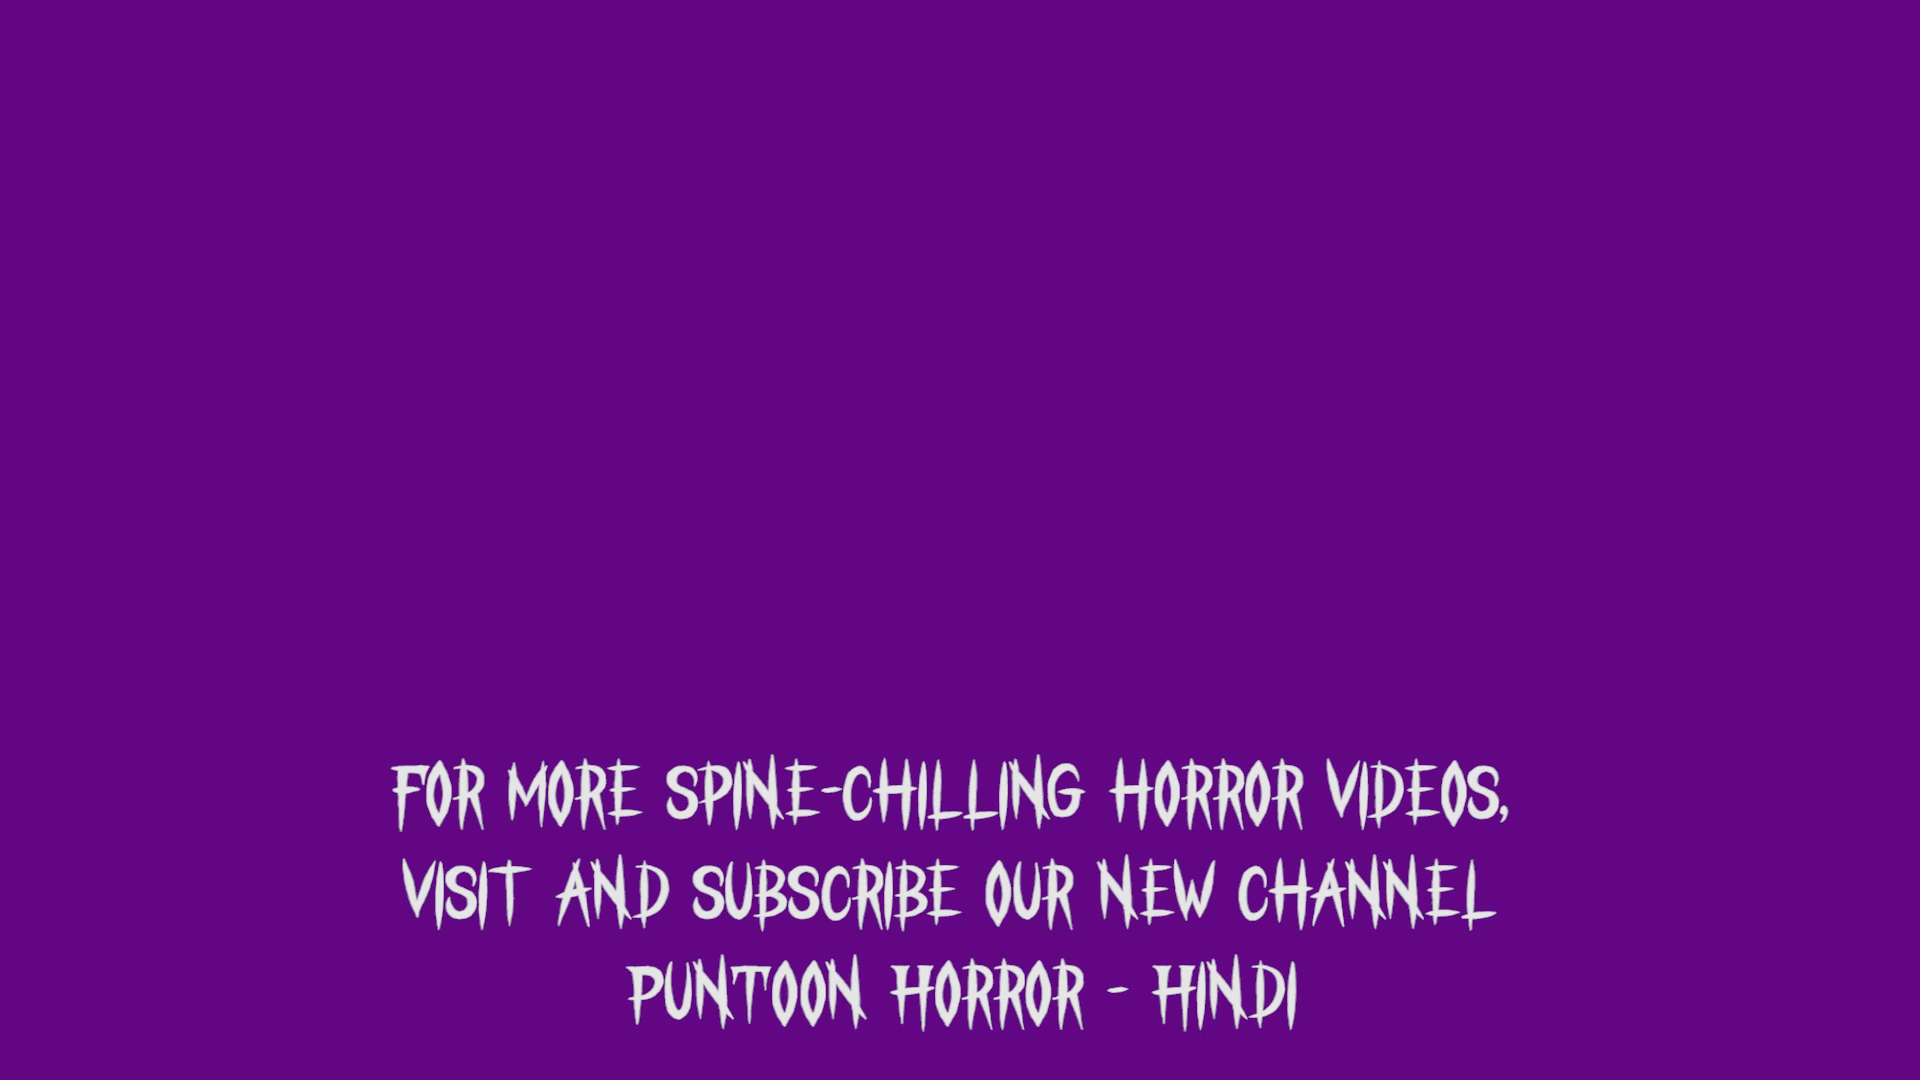 FOR MORE SPINE-CHILLING HORROR VIDEOS,
VISIT AND SUBSCRIBE OUR NEW CHANNEL
PUNTOON HORROR - HINDI